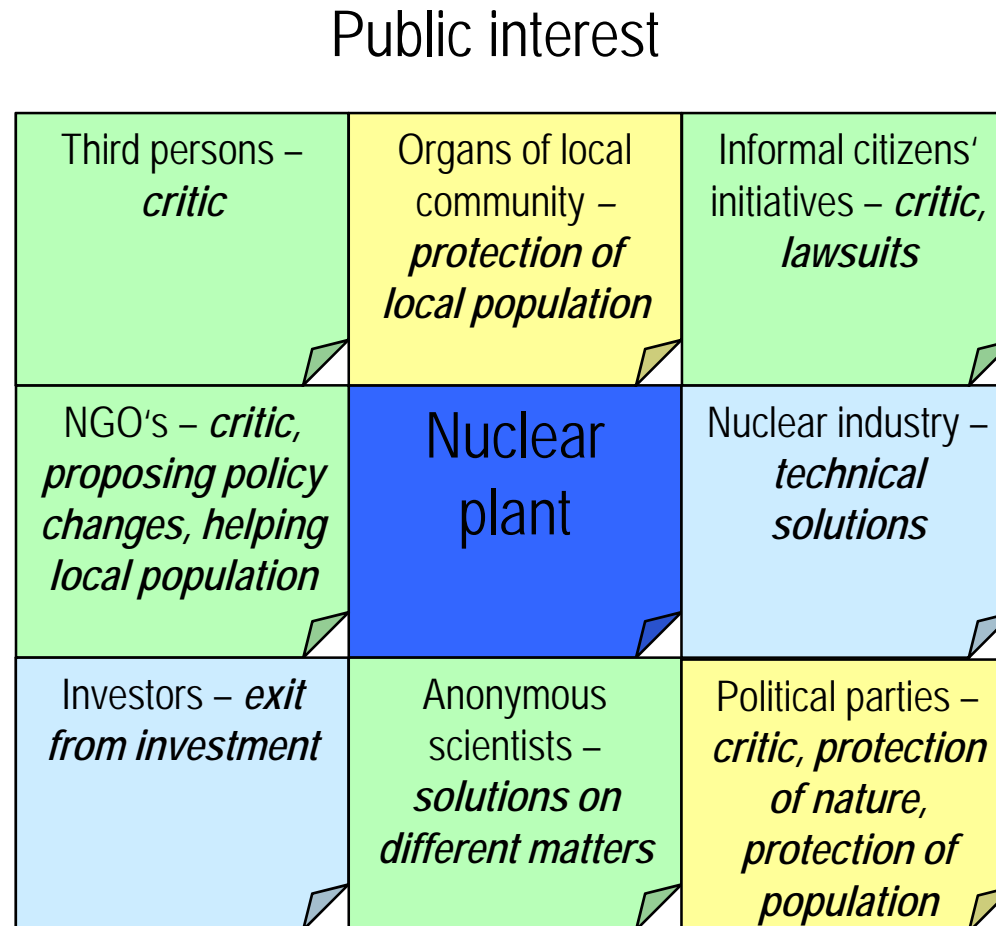 Public interest
Third persons –
critic
Organs of local
community –
protection of
local population
Informal citizens‘
initiatives – critic,
lawsuits
NGO‘s – critic,
proposing policy
changes, helping
local population
Nuclear
plant
Nuclear industry –
technical
solutions
Investors – exit
from investment
Anonymous
scientists –
solutions on
different matters
Political parties –
critic, protection
of nature,
protection of
population